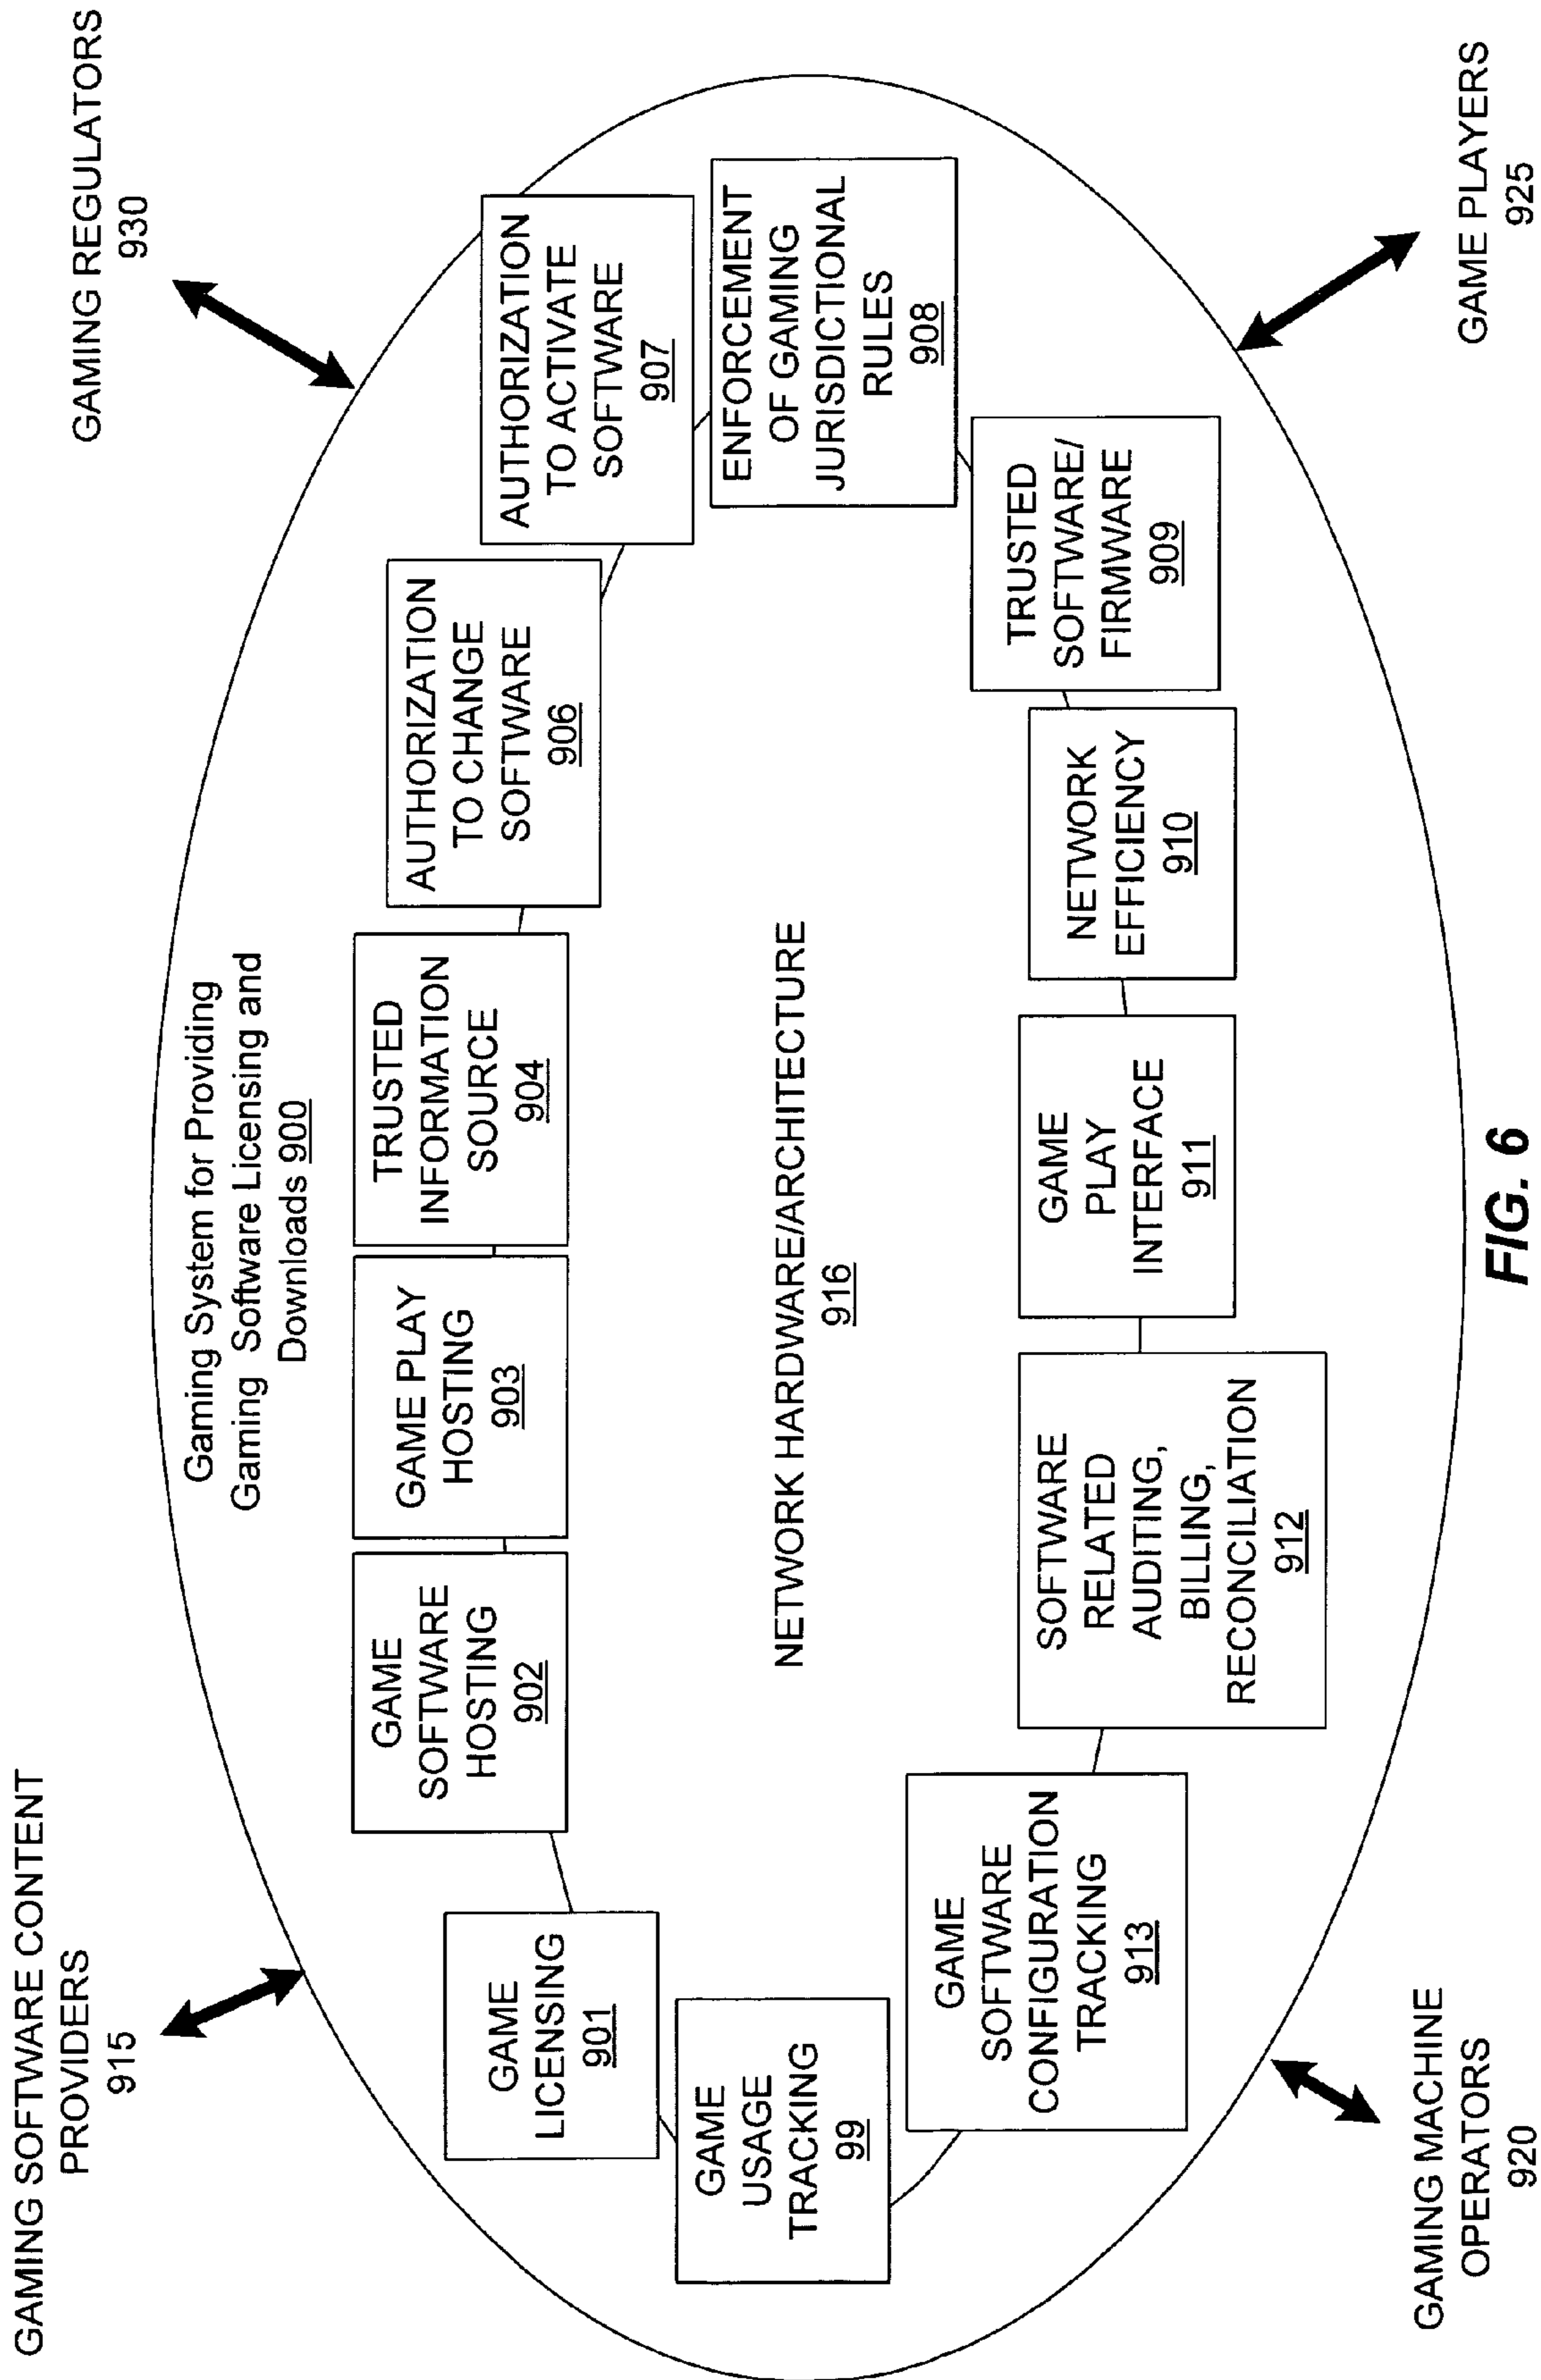 GAMING SOFTWARE CONTENT
PROVIDERS
915
GAMING REGULATORS
930
Gaming System for Providing
Gaming Software Licensing and
Downloads 900
GAME
LICENSING
901
GAME
SOFTWARE
HOSTING
902
GAME PLAY
HOSTING
903
TRUSTED
INFORMATION
SOURCE
904
AUTHORIZATION
TO CHANGE
SOFTWARE
906
AUTHORIZATION
TO ACTIVATE
SOFTWARE
907
ENFORCEMENT
OF GAMING
JURISDICTIONAL
RULES
908
GAME
USAGE
TRACKING
99
NETWORK HARDWARE/ARCHITECTURE
916
GAME
SOFTWARE
CONFIGURATION
TRACKING
913
SOFTWARE
RELATED
AUDITING,
BILLING,
RECONCILIATION
912
GAME
PLAY
INTERFACE
911
NETWORK
EFFICIENCY
910
TRUSTED
SOFTWARE/
FIRMWARE
909
GAMING MACHINE
OPERATORS
920
GAME PLAYERS
925
FIG. 6